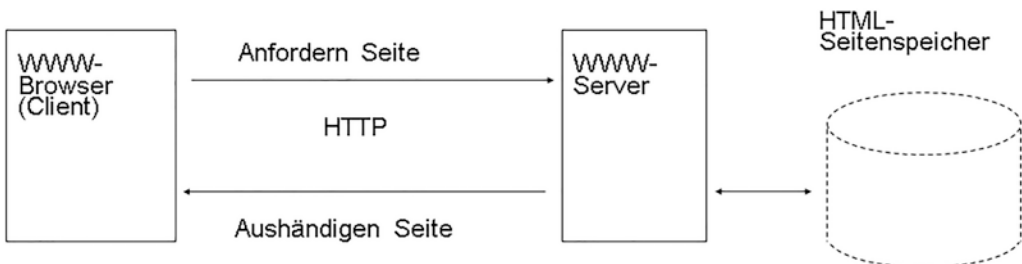 WWW-
Browser
(Client)
Anfordern Seite
HTTP
Aushändigen Seite
WWW-
Server
HTML-
Seitenspeicher